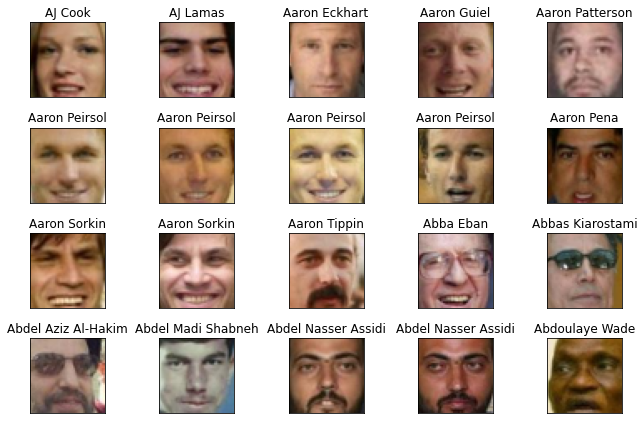 AJ Cook
AJ Lamas
Aaron Eckhart
Aaron Guiel
Aaron Patterson
Aaron Peirsol
Aaron Peirsol
Aaron Peirsol
Aaron Peirsol
Aaron Pena
Aaron Sorkin
Aaron Sorkin
Aaron Tippin
Abba Eban
Abbas Kiarostami
Abdel Aziz Al-Hakim
Abdel Madi Shabneh
Abdel Nasser Assidi
Abdel Nasser Assidi
Abdoulaye Wade